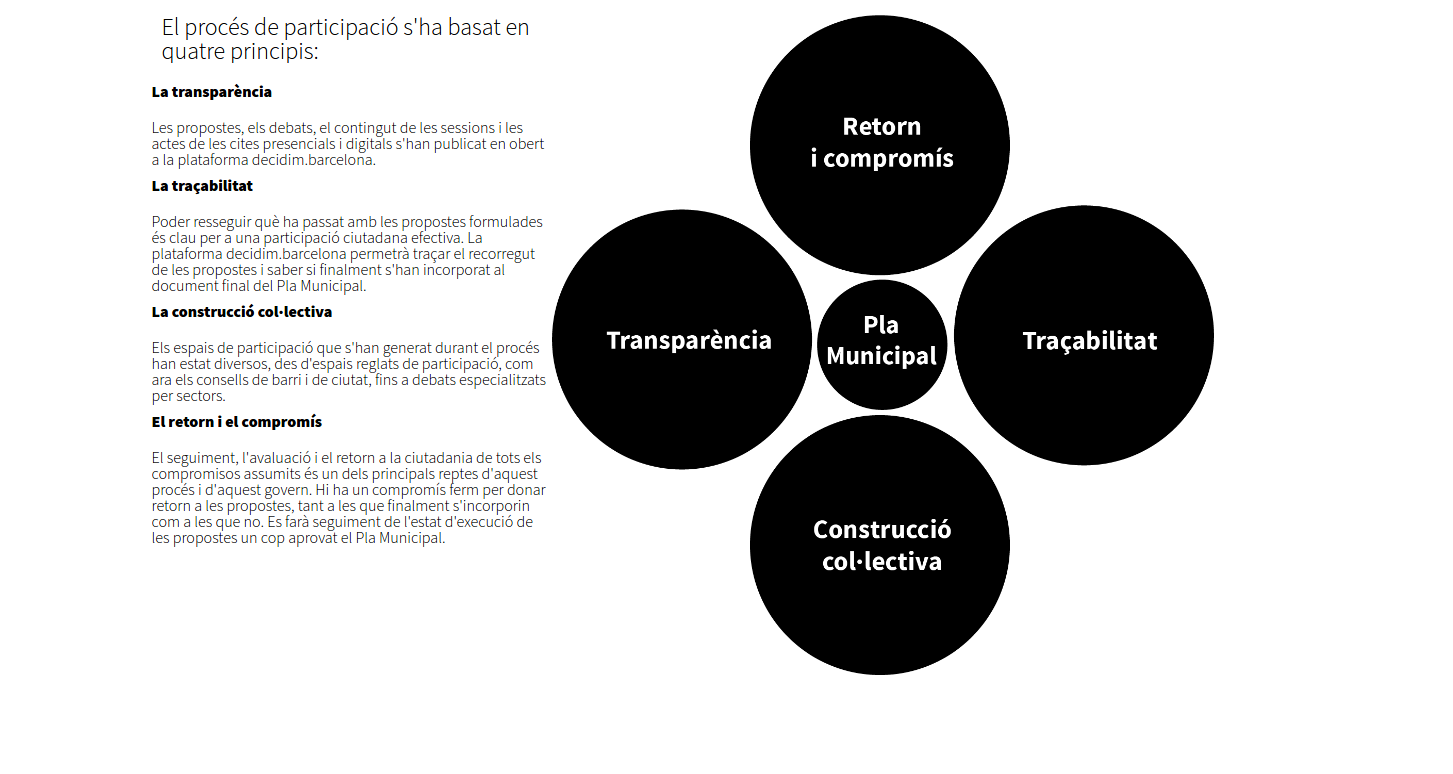 El procés de participació s'ha basat en
quatre principis:
La transparència
Les propostes, els debats, el contingut de les sessions i les
actes de les cites presencials i digitals s'han publicat en obert
a la plataforma decidim.barcelona.
La traçabilitat
Poder resseguir què ha passat amb les propostes formulades
és clau per a una participació ciutadana efectiva. La
plataforma decidim.barcelona permetrà traçar el recorregut
de les propostes i saber si finalment s'han incorporat al
document final del Pla Municipal.
La construcció col·lectiva
Els espais de participació que s'han generat durant el procés
han estat diversos, des d'espais reglats de participació, com
ara els consells de barri i de ciutat, fins a debats especialitzats
per sectors.
El retorn i el compromís
El seguiment, l'avaluació i el retorn a la ciutadania de tots els
compromisos assumits és un dels principals reptes d'aquest
procés i d'aquest govern. Hi ha un compromís ferm per donar
retorn a les propostes, tant a les que finalment s'incorporin
com a les que no. Es farà seguiment de l'estat d'execució de
les propostes un cop aprovat el Pla Municipal.
Retorn
i compromís
Transparència
Pla
Municipal
Traçabilitat
Construcció
col·lectiva